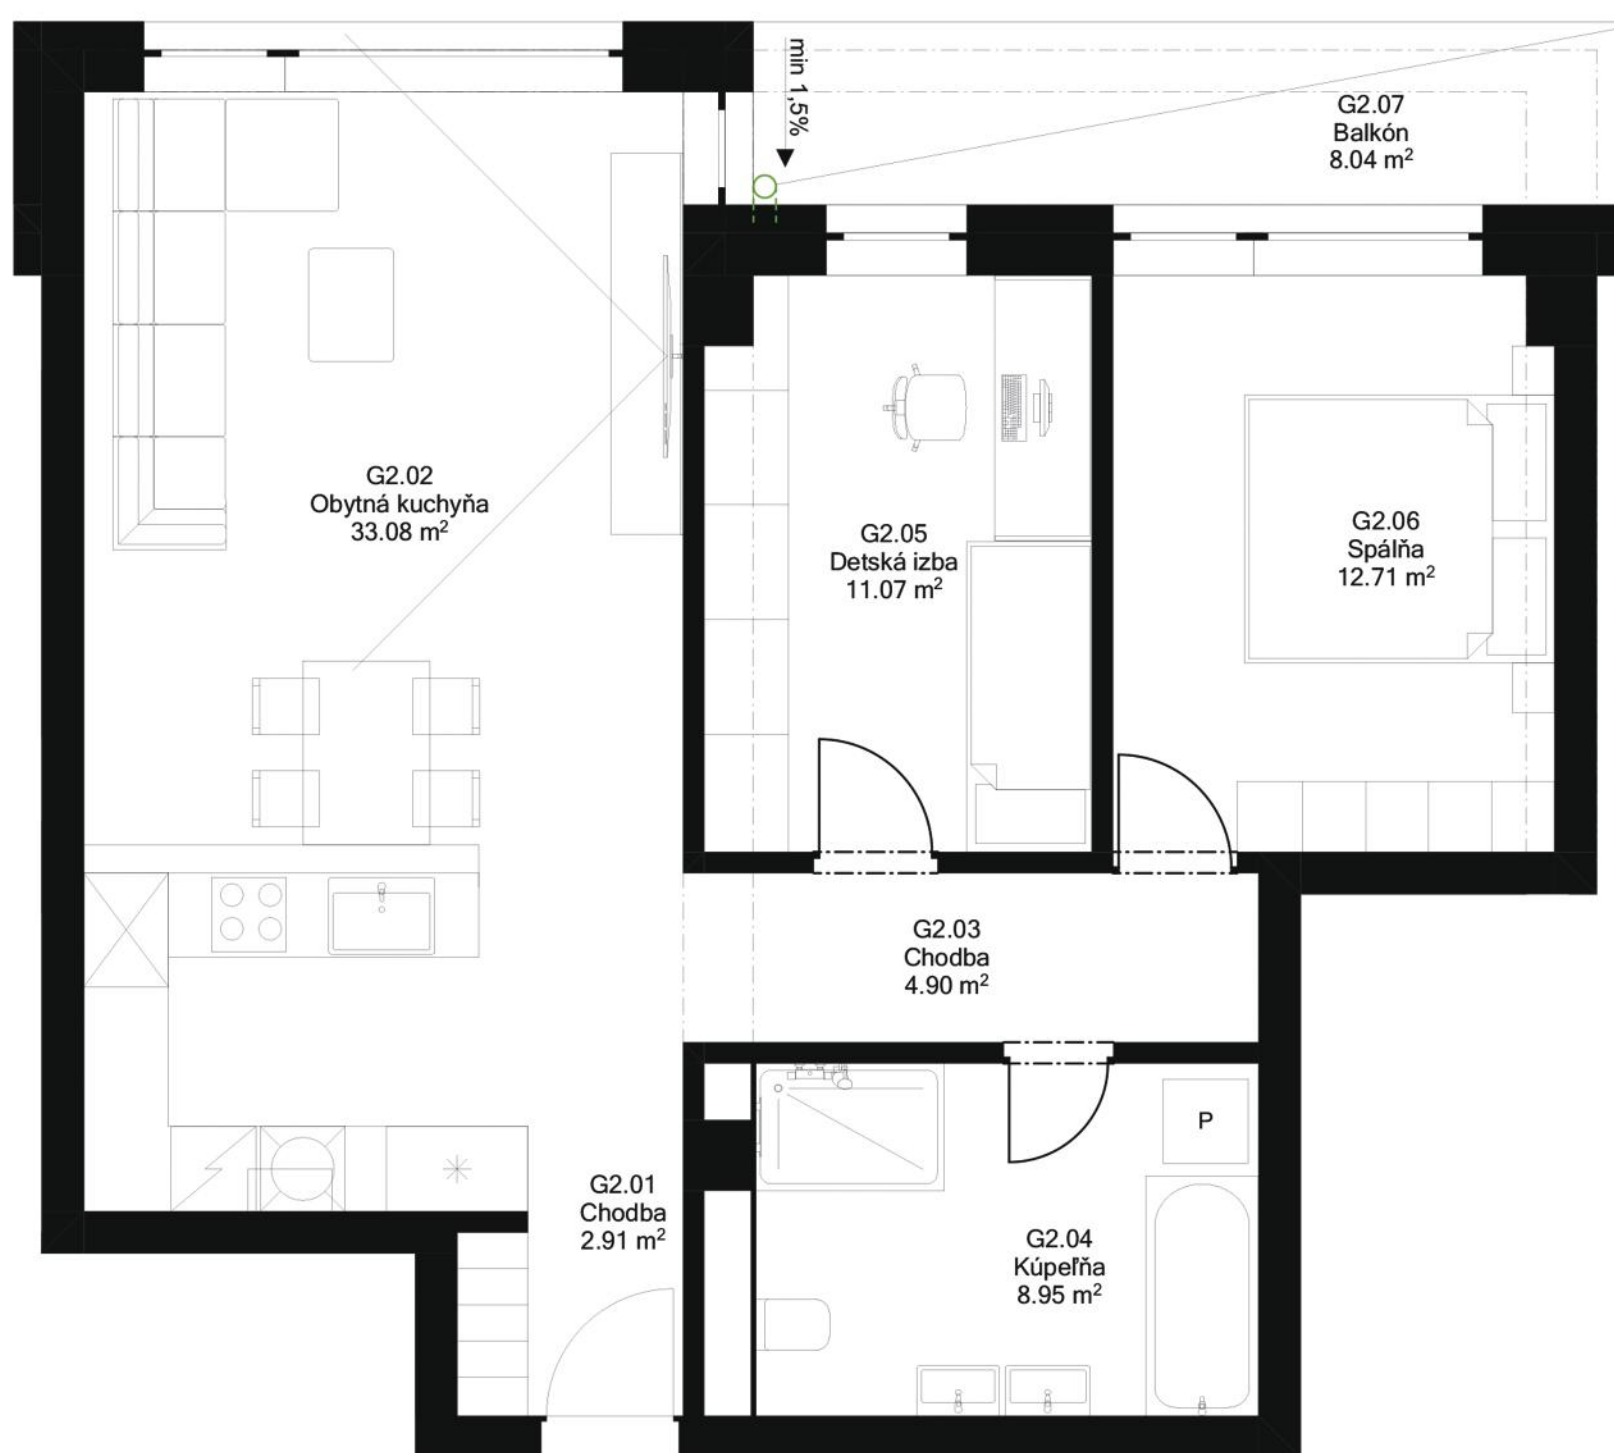 min 1,5%
G2.07
Balkón
8.04 m²
G2.02
Obytná kuchyňa
33.08 m²
G2.05
Detská izba
11.07 m²
G2.06
Spálňa
12.71 m²
G2.03
Chodba
4.90 m²
P
G2.01
Chodba
2.91 m²
G2.04
Kúpeľňa
8.95 m²